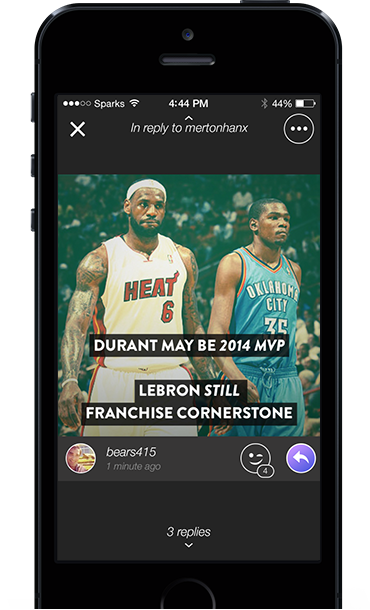 Sparks 4:44 PM 44%
In reply to mertonhanx
HEAT
6
OKLAHOMA
CITY
35
DURANT MAY BE 2014 MVP
LEBRON STILL
FRANCHISE CORNERSTONE
bears415
1 minute ago
4
3 replies